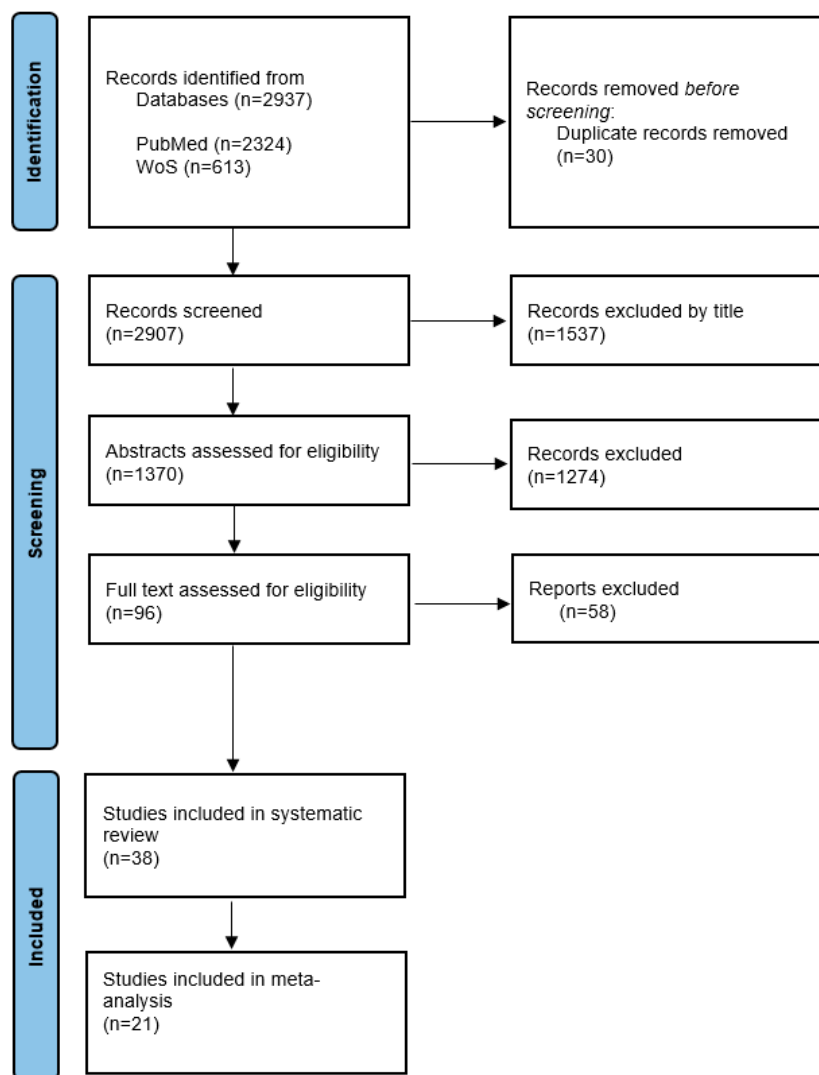 Identification
Records identified from
Databases (n=2937)
PubMed (n=2324)
WoS (n=613)
Records removed before
screening:
Duplicate records removed
(n=30)
Screening
Records screened
(n=2907)
Records excluded by title
(n=1537)
Abstracts assessed for eligibility
(n=1370)
Records excluded
(n=1274)
Full text assessed for eligibility
(n=96)
Reports excluded
(n=58)
Included
Studies included in systematic
review
(n=38)
Studies included in meta-
analysis
(n=21)